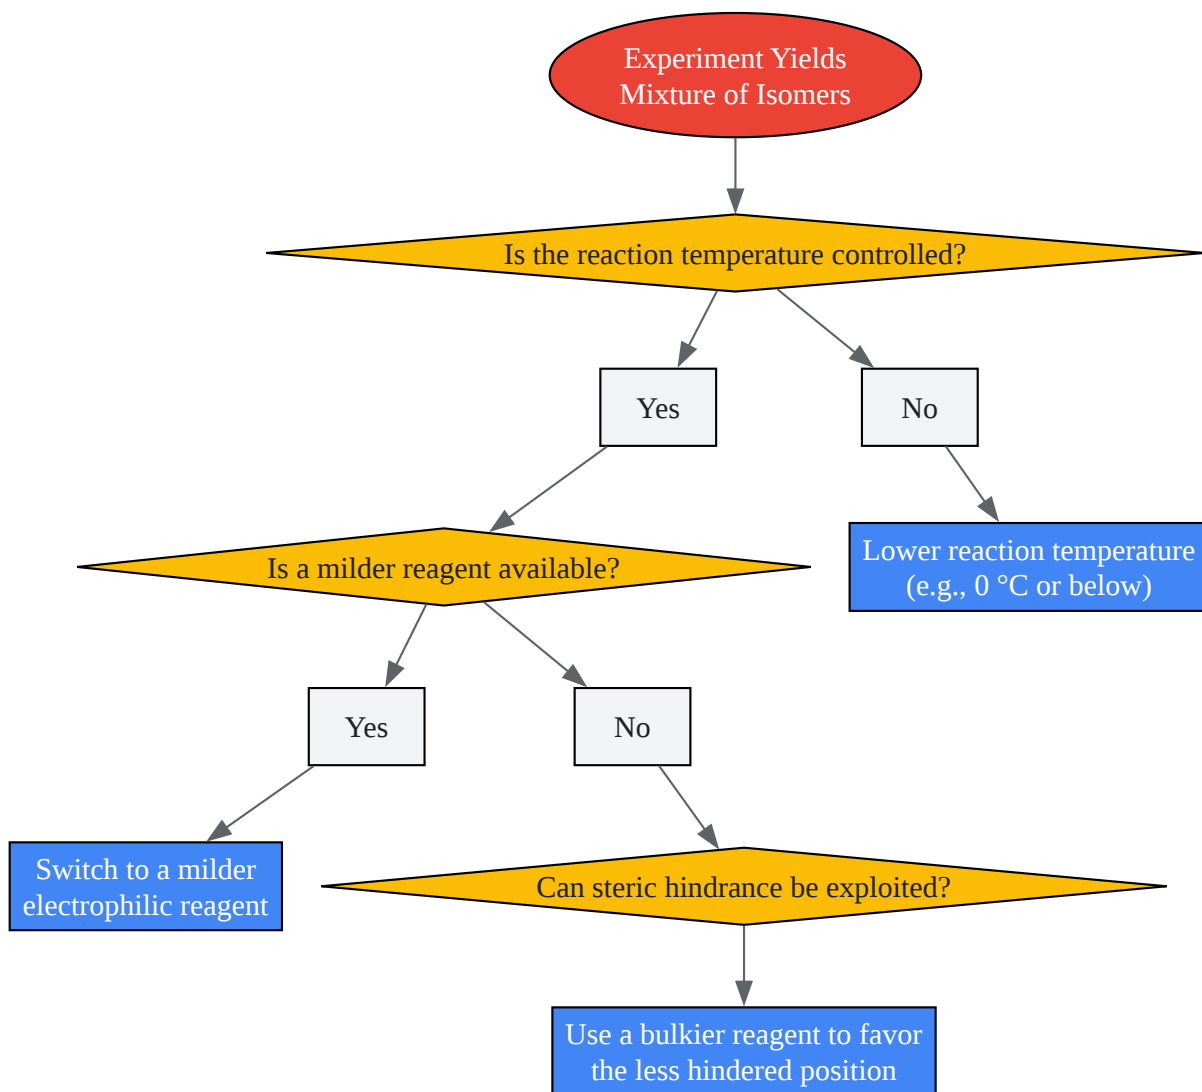 Experiment Yields
Mixture of Isomers
Is the reaction temperature controlled?
Yes
No
Lower reaction temperature
(e.g., 0 °C or below)
Is a milder reagent available?
Yes
No
Switch to a milder
electrophilic reagent
Can steric hindrance be exploited?
Use a bulkier reagent to favor
the less hindered position